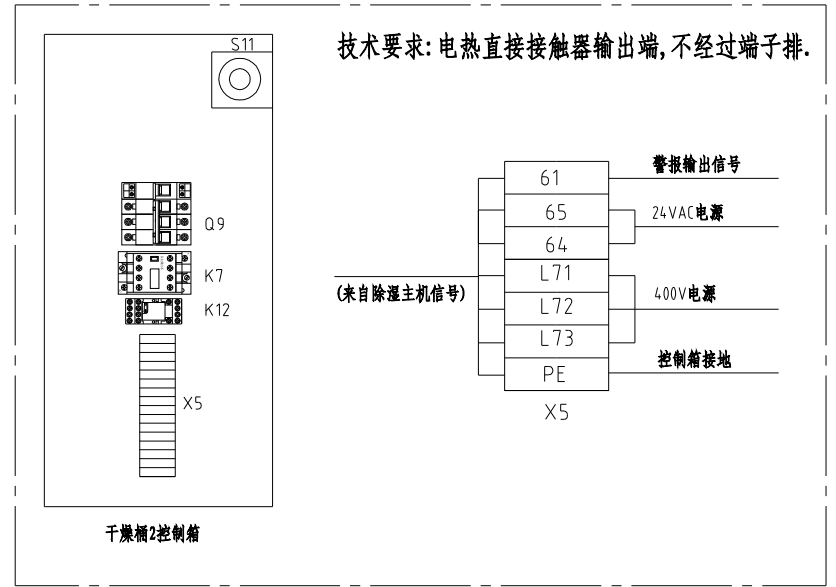 技术要求: 电热直接接触器输出端, 不经过端子排.
S11
Q9
K7
K12
X5
干燥桶2控制箱
(来自除湿主机信号)
61
65
64
L71
L72
L73
PE
X5
警报输出信号
24VAC电源
400V电源
控制箱接地